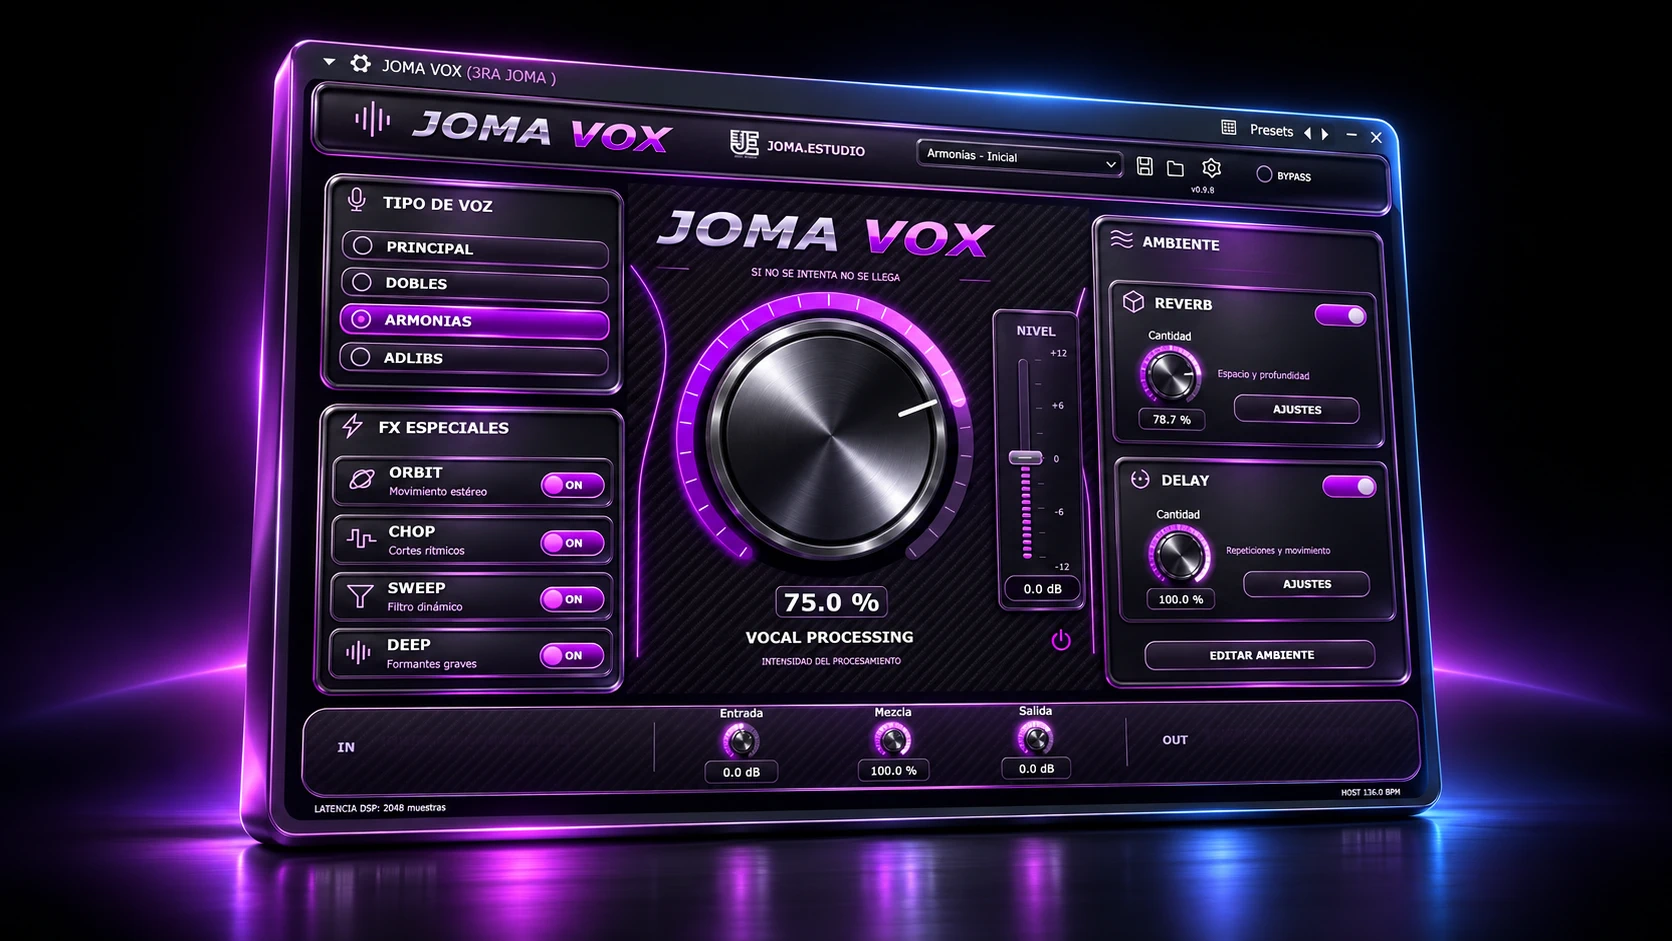 JOMA VOX (3RA JOMA )
Presets
JOMA VOX
JE
JOMA.ESTUDIO
Armonias - Inicial
v0.9.8
BYPASS
TIPO DE VOZ
PRINCIPAL
DOBLES
ARMONIAS
ADLIBS
FX ESPECIALES
ORBIT
Movimiento estéreo
ON
CHOP
Cortes rítmicos
ON
SWEEP
Filtro dinámico
ON
DEEP
Formantes graves
ON
JOMA VOX
SI NO SE INTENTA NO SE LLEGA
75.0 %
VOCAL PROCESSING
INTENSIDAD DEL PROCESAMIENTO
NIVEL
+12
+6
0
-6
-12
0.0 dB
AMBIENTE
REVERB
Cantidad
Espacio y profundidad
78.7 %
AJUSTES
DELAY
Cantidad
Repeticiones y movimiento
100.0 %
AJUSTES
EDITAR AMBIENTE
IN
Entrada
0.0 dB
Mezcla
100.0 %
Salida
0.0 dB
OUT
LATENCIA DSP: 2048 muestras
HOST 136.0 BPM